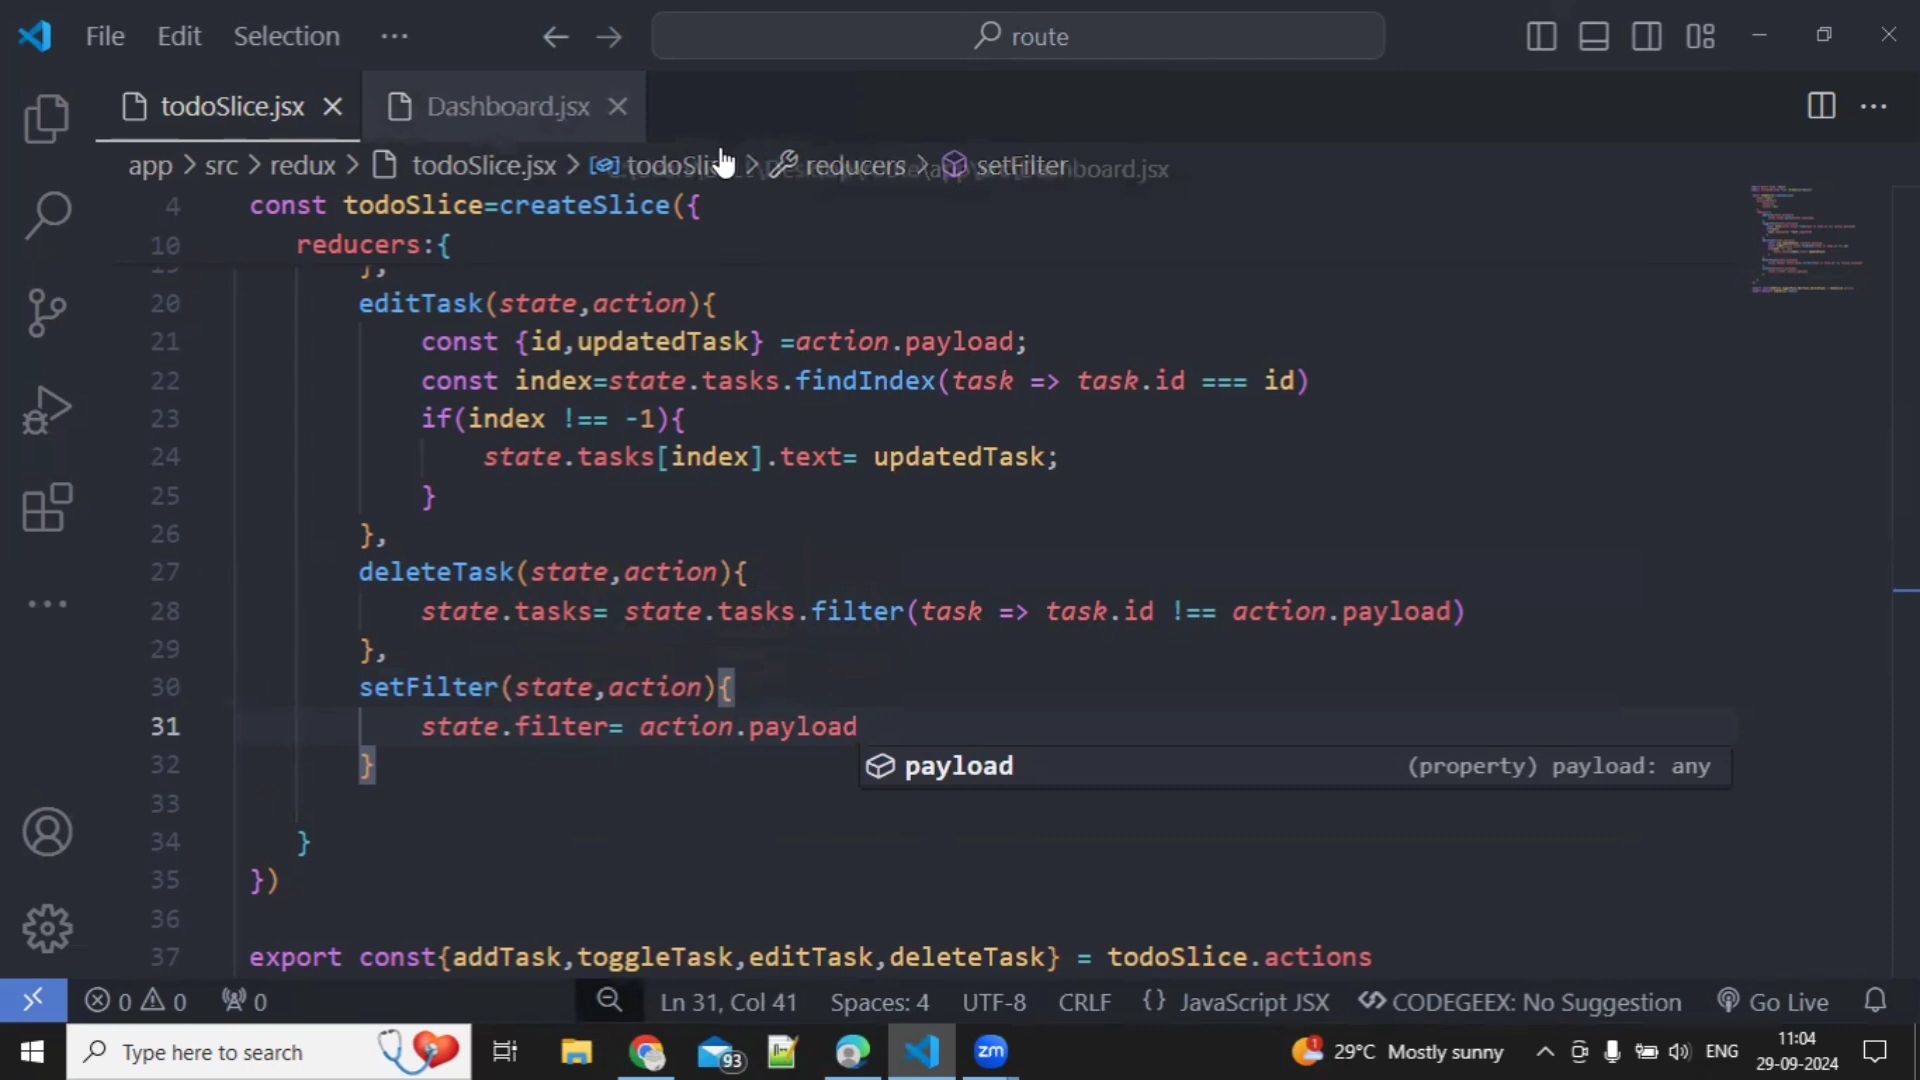 File Edit Selection ··· route
todoSlice.jsx Dashboard.jsx
app > src > redux > todoSlice.jsx > todoSlice > reducers > setFilter
4 const todoSlice=createSlice({
10 reducers:{
19 },
20 editTask(state,action){
21 const {id,updatedTask} =action.payload;
22 const index=state.tasks.findIndex(task => task.id === id)
23 if(index !== -1){
24 state.tasks[index].text= updatedTask;
25 }
26 },
27 deleteTask(state,action){
28 state.tasks= state.tasks.filter(task => task.id !== action.payload)
29 },
30 setFilter(state,action){
31 state.filter= action.payload
32 }
payload (property) payload: any
33
34 }
35 })
36
37 export const{addTask,toggleTask,editTask,deleteTask} = todoSlice.actions
0 0 0 Ln 31, Col 41 Spaces: 4 UTF-8 CRLF {} JavaScript JSX CODEGEEX: No Suggestion Go Live
Type here to search 93 zm 1 29°C Mostly sunny ENG 11:04
29-09-2024